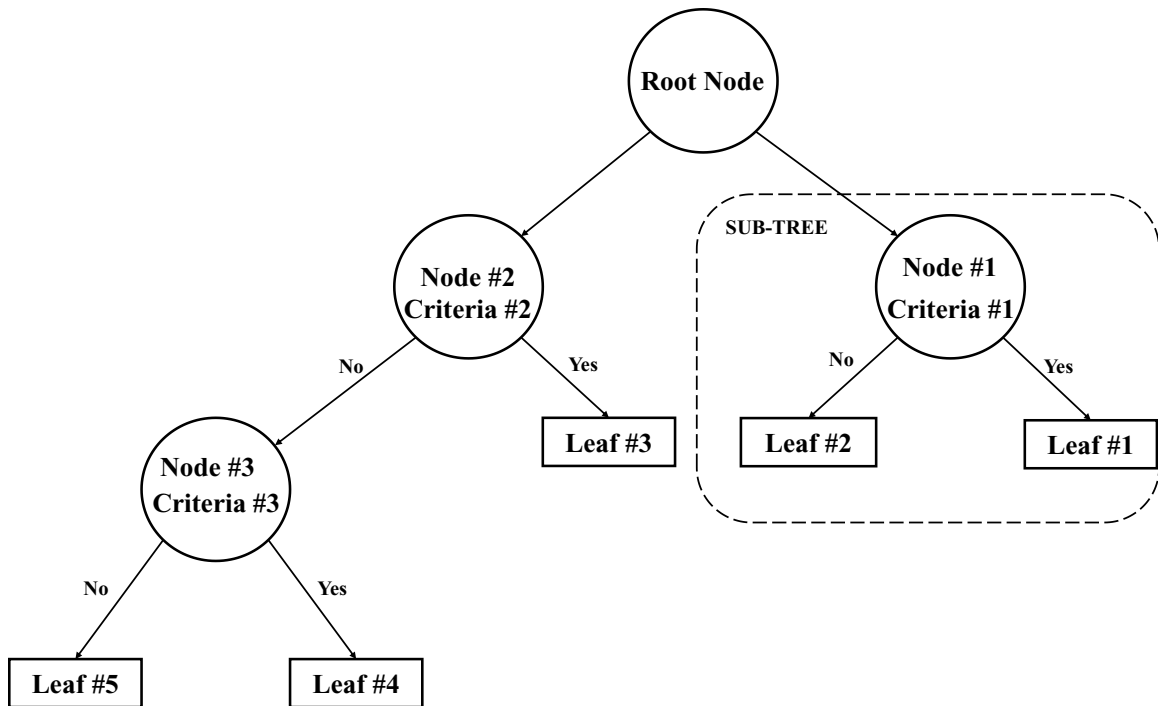 Root Node
SUB-TREE
Node #2
Criteria #2
Node #1
Criteria #1
No
Yes
No
Yes
Leaf #3
Leaf #2
Leaf #1
Node #3
Criteria #3
No
Yes
Leaf #5
Leaf #4